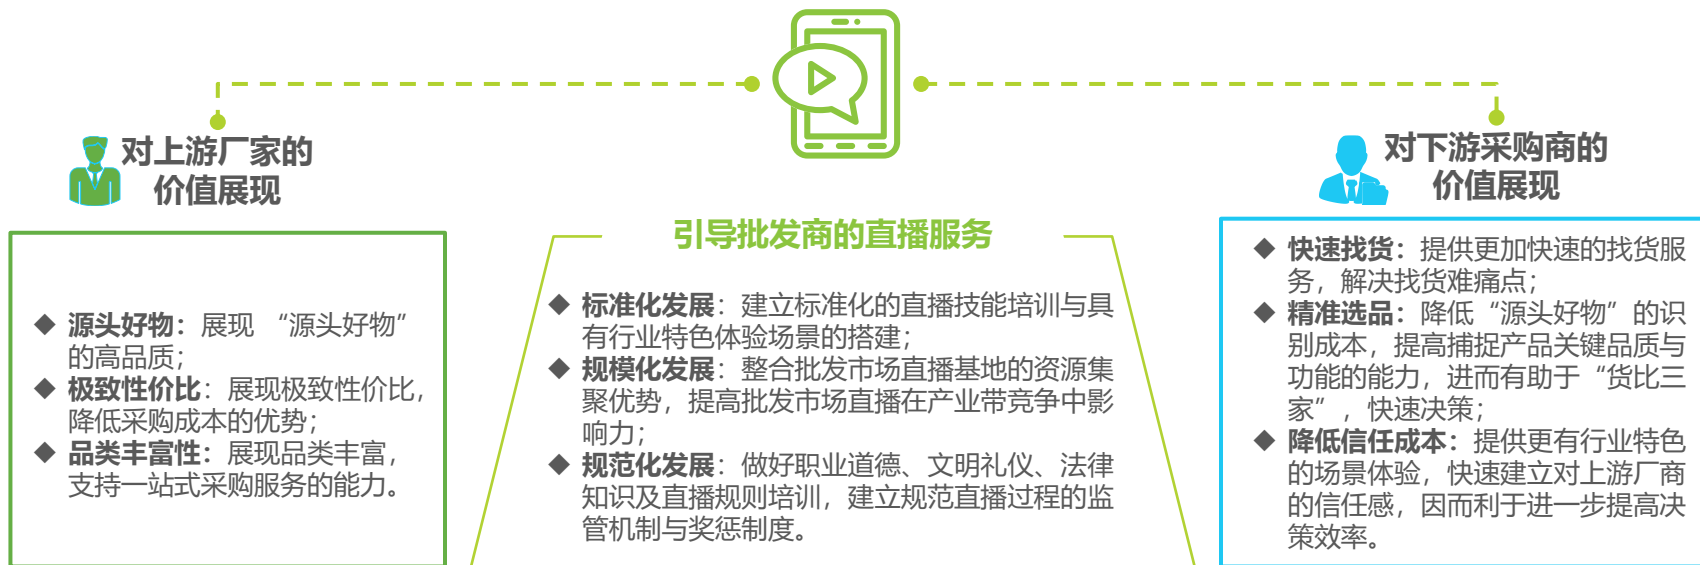 对上游厂家的
价值展现
◆ 源头好物：展现 “源头好物”
的高品质；
◆ 极致性价比：展现极致性价比，
降低采购成本的优势；
◆ 品类丰富性：展现品类丰富，
支持一站式采购服务的能力。
引导批发商的直播服务
◆ 标准化发展：建立标准化的直播技能培训与具
有行业特色体验场景的搭建；
◆ 规模化发展：整合批发市场直播基地的资源集
聚优势，提高批发市场直播在产业带竞争中影
响力；
◆ 规范化发展：做好职业道德、文明礼仪、法律
知识及直播规则培训，建立规范直播过程的监
管机制与奖惩制度。
对下游采购商的
价值展现
◆ 快速找货：提供更加快速的找货服
务，解决找货难痛点；
◆ 精准选品：降低“源头好物”的识
别成本，提高捕捉产品关键品质与
功能的能力，进而有助于“货比三
家”，快速决策；
◆ 降低信任成本：提供更有行业特色
的场景体验，快速建立对上游厂商
的信任感，因而利于进一步提高决
策效率。